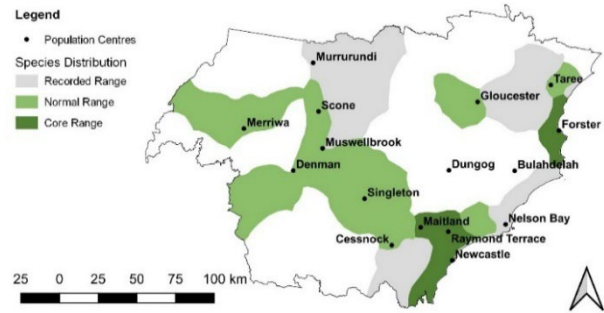 Legend
Population Centres
Species Distribution
Recorded Range
Normal Range
Core Range
Murrurundi
Taree
Gloucester
Scone
Forster
Merriwa
Muswellbrook
Denman
Dungog
Bulahdelah
Singleton
Maitland
Nelson Bay
Raymond Terrace
Cessnock
Newcastle
25 0 25 50 75 100 km